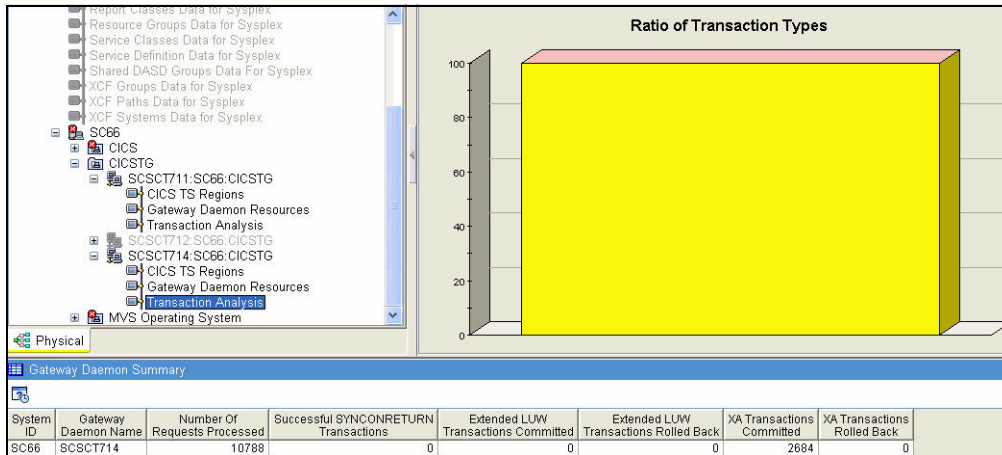 Report Classes Data for Sysplex
Resource Groups Data for Sysplex
Service Classes Data for Sysplex
Service Definition Data for Sysplex
Shared DASD Groups Data For Sysplex
XCF Groups Data for Sysplex
XCF Paths Data for Sysplex
XCF Systems Data for Sysplex
SC66
CICS
CICSTG
SCSCT711:SC66:CICSTG
CICS TS Regions
Gateway Daemon Resources
Transaction Analysis
SCSCT712:SC66:CICSTG
SCSCT714:SC66:CICSTG
CICS TS Regions
Gateway Daemon Resources
Transaction Analysis
MVS Operating System
Physical
Ratio of Transaction Types
100
80
60
40
20
0
Gateway Daemon Summary
System ID | Gateway Daemon Name | Number Of Requests Processed | Successful SYNCONRETURN Transactions | Extended LUW Transactions Committed | Extended LUW Transactions Rolled Back | XA Transactions Committed | XA Transactions Rolled Back
SC66 | SCSCT714 | 10788 | 0 | 0 | 0 | 2684 | 0